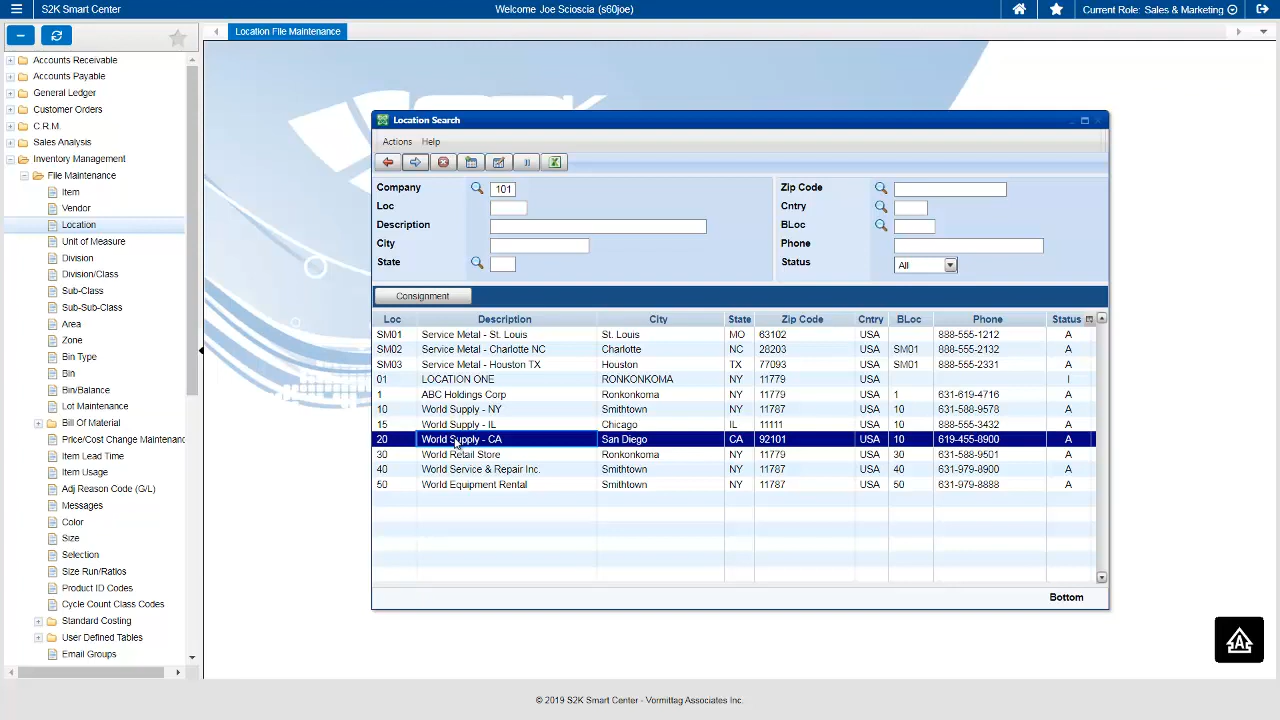 S2K Smart Center
Welcome Joe Scioscia (s60joe)
Current Role: Sales & Marketing
Location File Maintenance
Accounts Receivable
Accounts Payable
General Ledger
Customer Orders
C.R.M.
Sales Analysis
Inventory Management
File Maintenance
Item
Vendor
Location
Unit of Measure
Division
Division/Class
Sub-Class
Sub-Sub-Class
Area
Zone
Bin Type
Bin
Bin/Balance
Lot Maintenance
Bill Of Material
Price/Cost Change Maintenanc
Item Lead Time
Item Usage
Adj Reason Code (G/L)
Messages
Color
Size
Selection
Size Run/Ratios
Product ID Codes
Cycle Count Class Codes
Standard Costing
User Defined Tables
Email Groups
Location Search
Actions Help
Company 101 Zip Code
Loc Cntry
Description BLoc
City Phone
State Status All
Consignment
Loc Description City State Zip Code Cntry BLoc Phone Status
SM01 Service Metal - St. Louis St. Louis MO 63102 USA 888-555-1212 A
SM02 Service Metal - Charlotte NC Charlotte NC 28203 USA SM01 888-555-2132 A
SM03 Service Metal - Houston TX Houston TX 77093 USA SM01 888-555-2331 A
01 LOCATION ONE RONKONKOMA NY 11779 USA I
1 ABC Holdings Corp Ronkonkoma NY 11779 USA 1 631-619-4716 A
10 World Supply - NY Smithtown NY 11787 USA 10 631-588-9578 A
15 World Supply - IL Chicago IL 11111 USA 10 888-555-3432 A
20 World Supply - CA San Diego CA 92101 USA 10 619-455-8900 A
30 World Retail Store Ronkonkoma NY 11779 USA 30 631-588-9501 A
40 World Service & Repair Inc. Smithtown NY 11787 USA 40 631-979-8900 A
50 World Equipment Rental Smithtown NY 11787 USA 50 631-979-8888 A
Bottom
A
© 2019 S2K Smart Center - Vormittag Associates Inc.